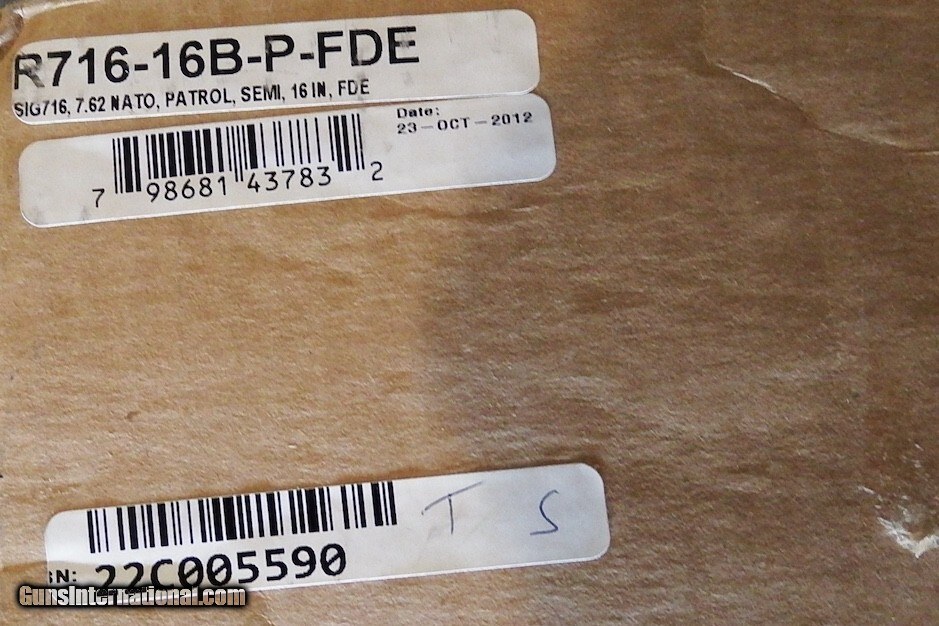 R716-16B-P-FDE
SIG716, 7.62 NATO, PATROL, SEMI, 16 IN, FDE
Date:
23-OCT-2012
7 98681 43783 2
T S
SN: 22C005590
GunsInternational.com